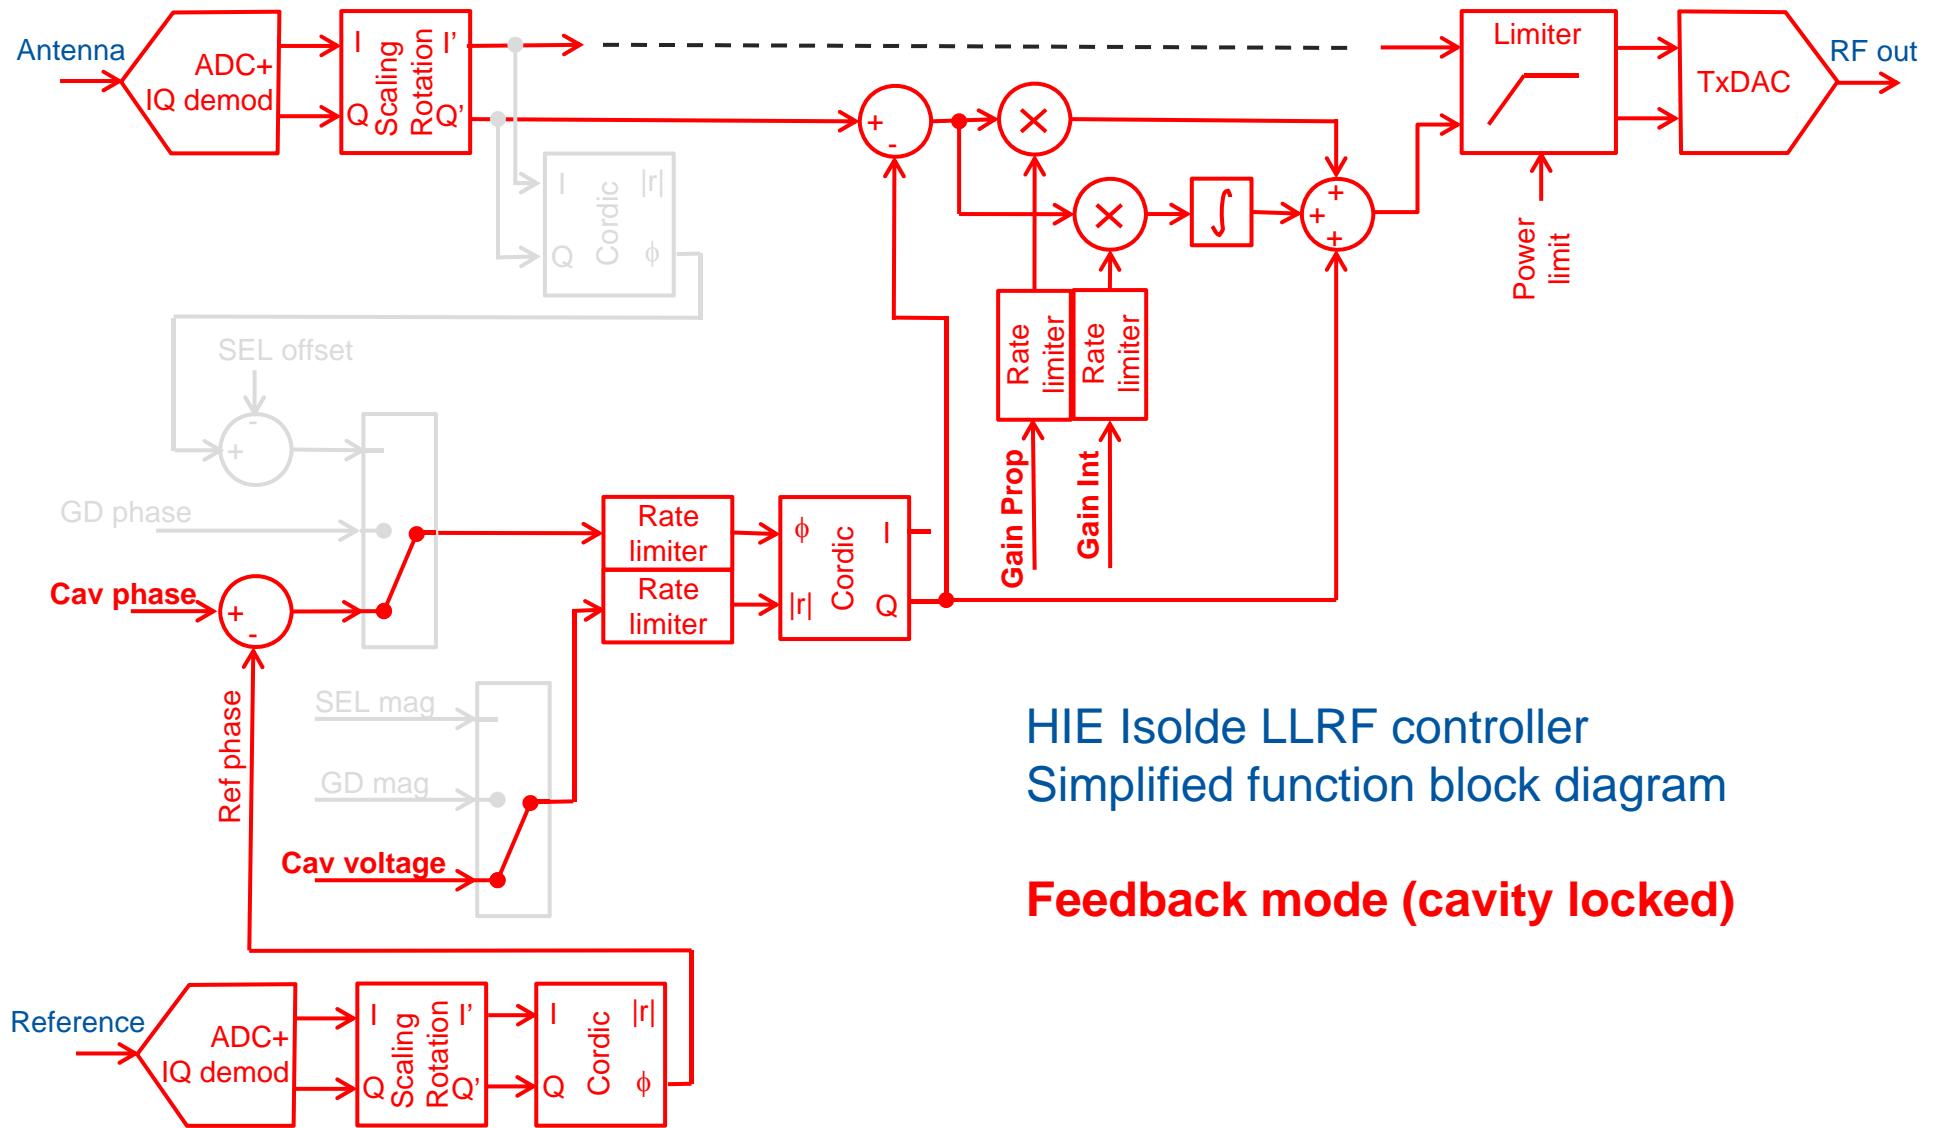 Antenna
ADC+
IQ demod
I
Q
Scaling
Rotation
I’
Q’
+
-
×
×
∫
+
+
+
Limiter
TxDAC
RF out
Power
limit
I
Q
Cordic
|r|
ϕ
Rate
limiter
Rate
limiter
Gain Prop
Gain Int
SEL offset
-
+
GD phase
Cav phase
+
-
Ref phase
Rate
limiter
Rate
limiter
ϕ
|r|
Cordic
I
Q
SEL mag
GD mag
Cav voltage
HIE Isolde LLRF controller
Simplified function block diagram
Feedback mode (cavity locked)
Reference
ADC+
IQ demod
I
Q
Scaling
Rotation
I’
Q’
I
Q
Cordic
|r|
ϕ